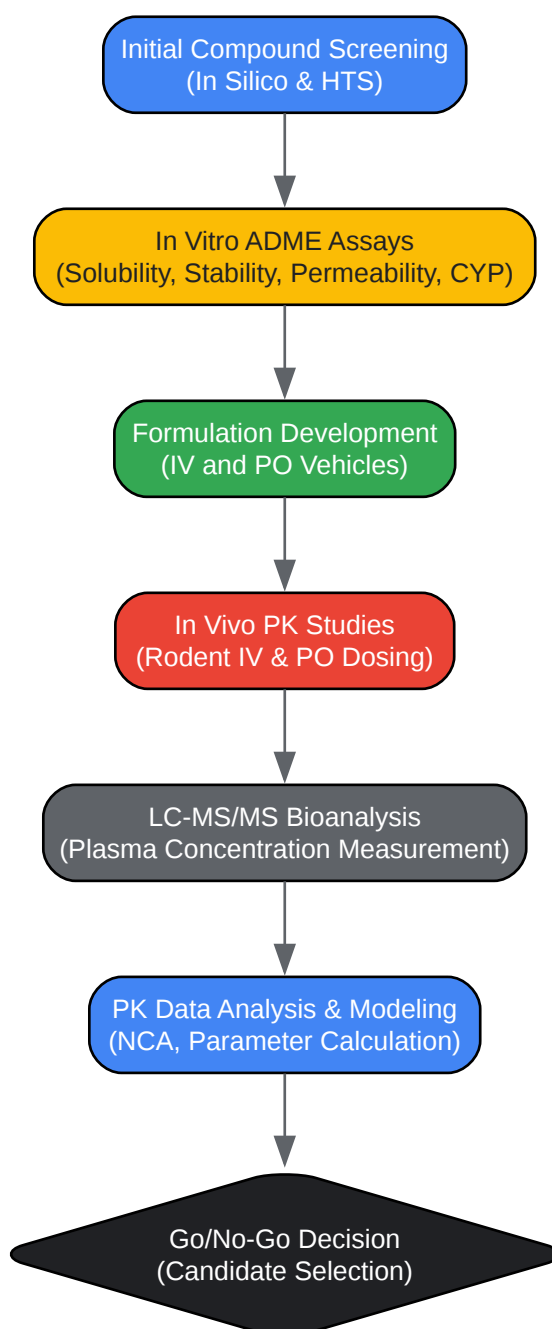 Initial Compound Screening
(In Silico & HTS)
In Vitro ADME Assays
(Solubility, Stability, Permeability, CYP)
Formulation Development
(IV and PO Vehicles)
In Vivo PK Studies
(Rodent IV & PO Dosing)
LC-MS/MS Bioanalysis
(Plasma Concentration Measurement)
PK Data Analysis & Modeling
(NCA, Parameter Calculation)
Go/No-Go Decision
(Candidate Selection)